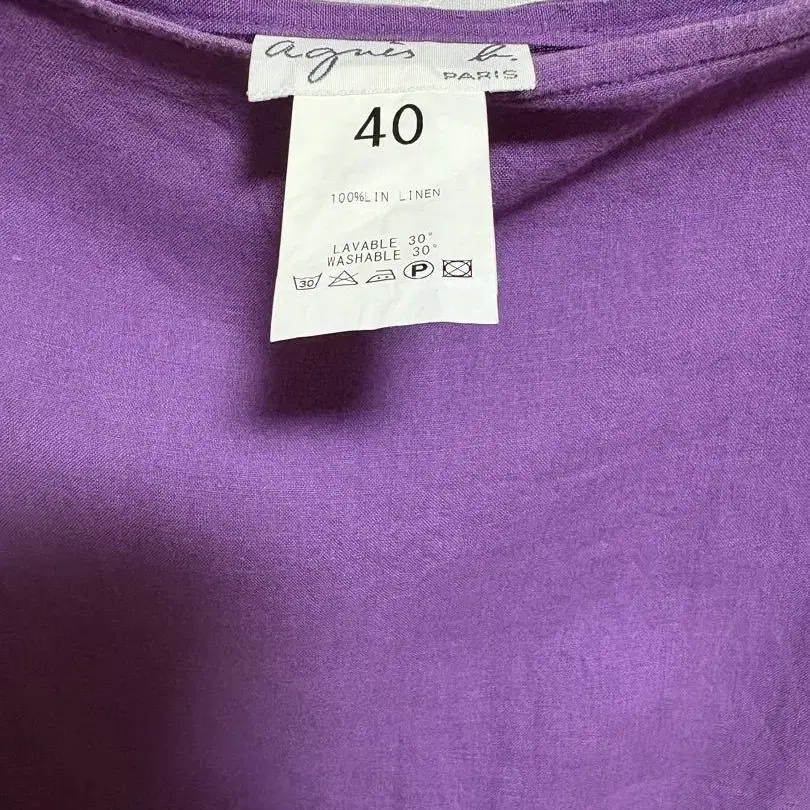 agnès b.
PARIS
40
100%LIN LINEN
LAVABLE 30°
WASHABLE 30°
30 P